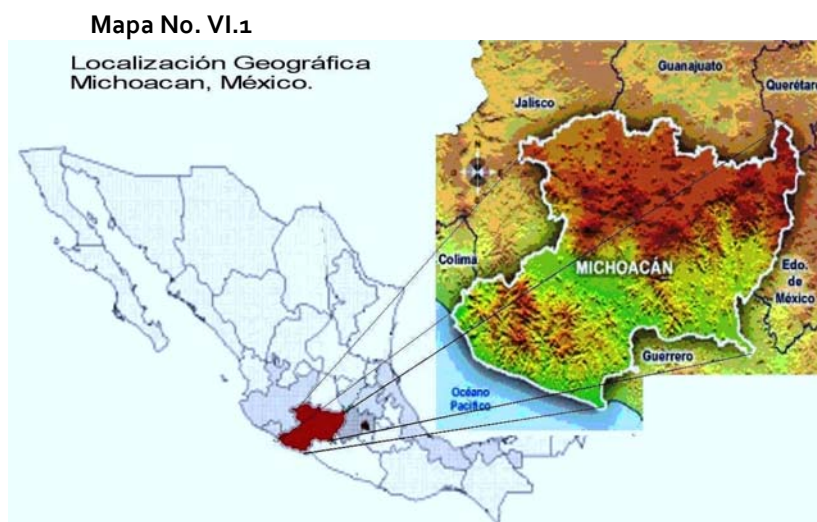 Mapa No. VI.1
Localización Geográfica
Michoacan, México.
Guanajuato
Querétaro
Jalisco
N
Colima
MICHOACÁN
Edo.
de
México
Guerrero
Océano
Pacífico